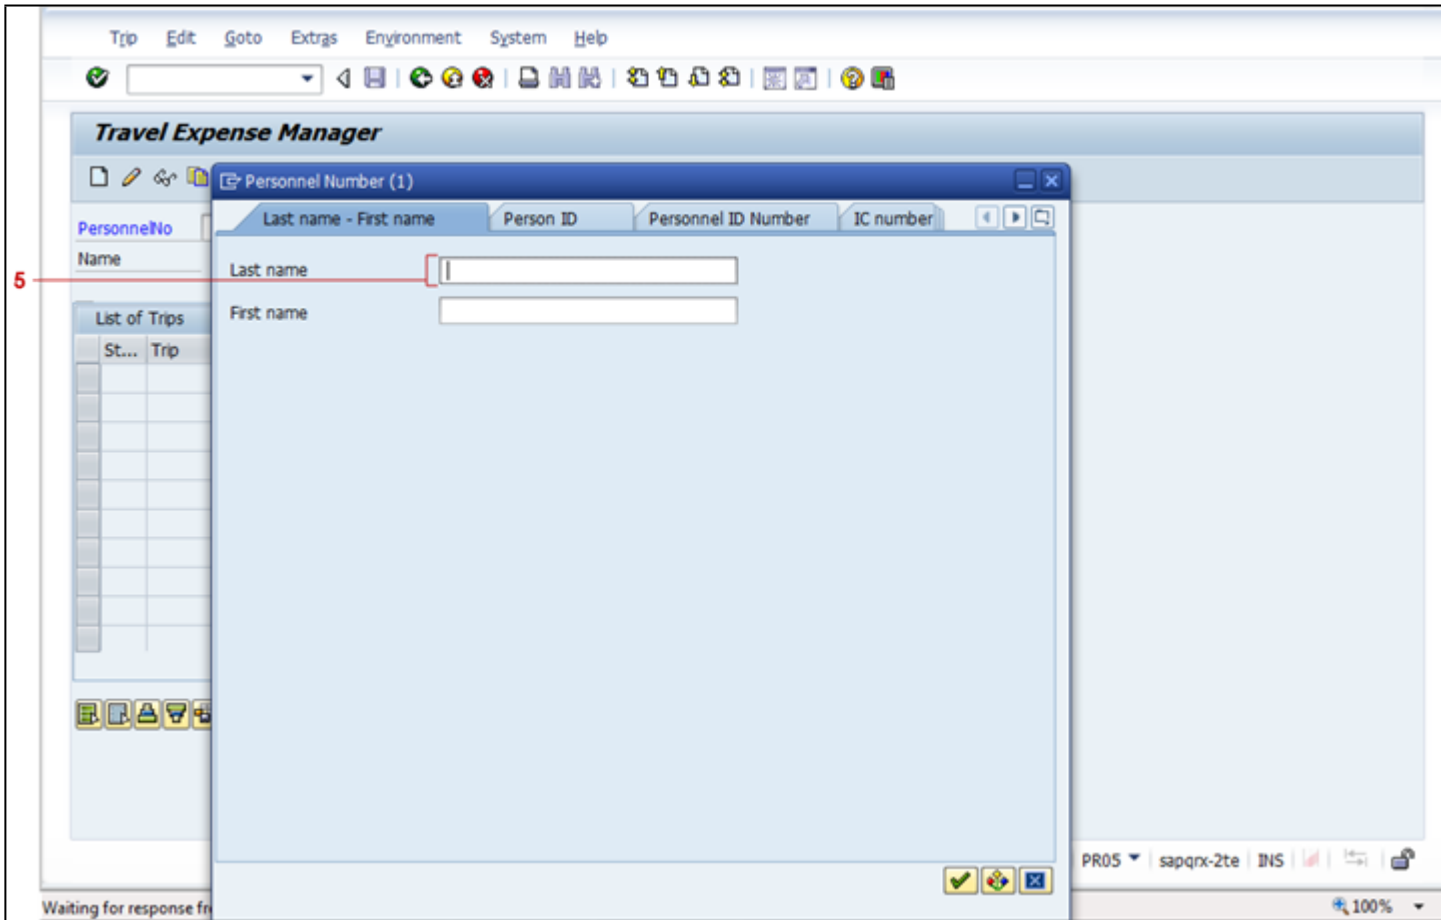 Trip Edit Goto Extras Environment System Help
Travel Expense Manager
Personnel Number (1)
Last name - First name Person ID Personnel ID Number IC number
PersonnelNo
Name
Last name
5
First name
List of Trips
St... Trip
PR05 sapqrx-2te INS
Waiting for response fr
100%